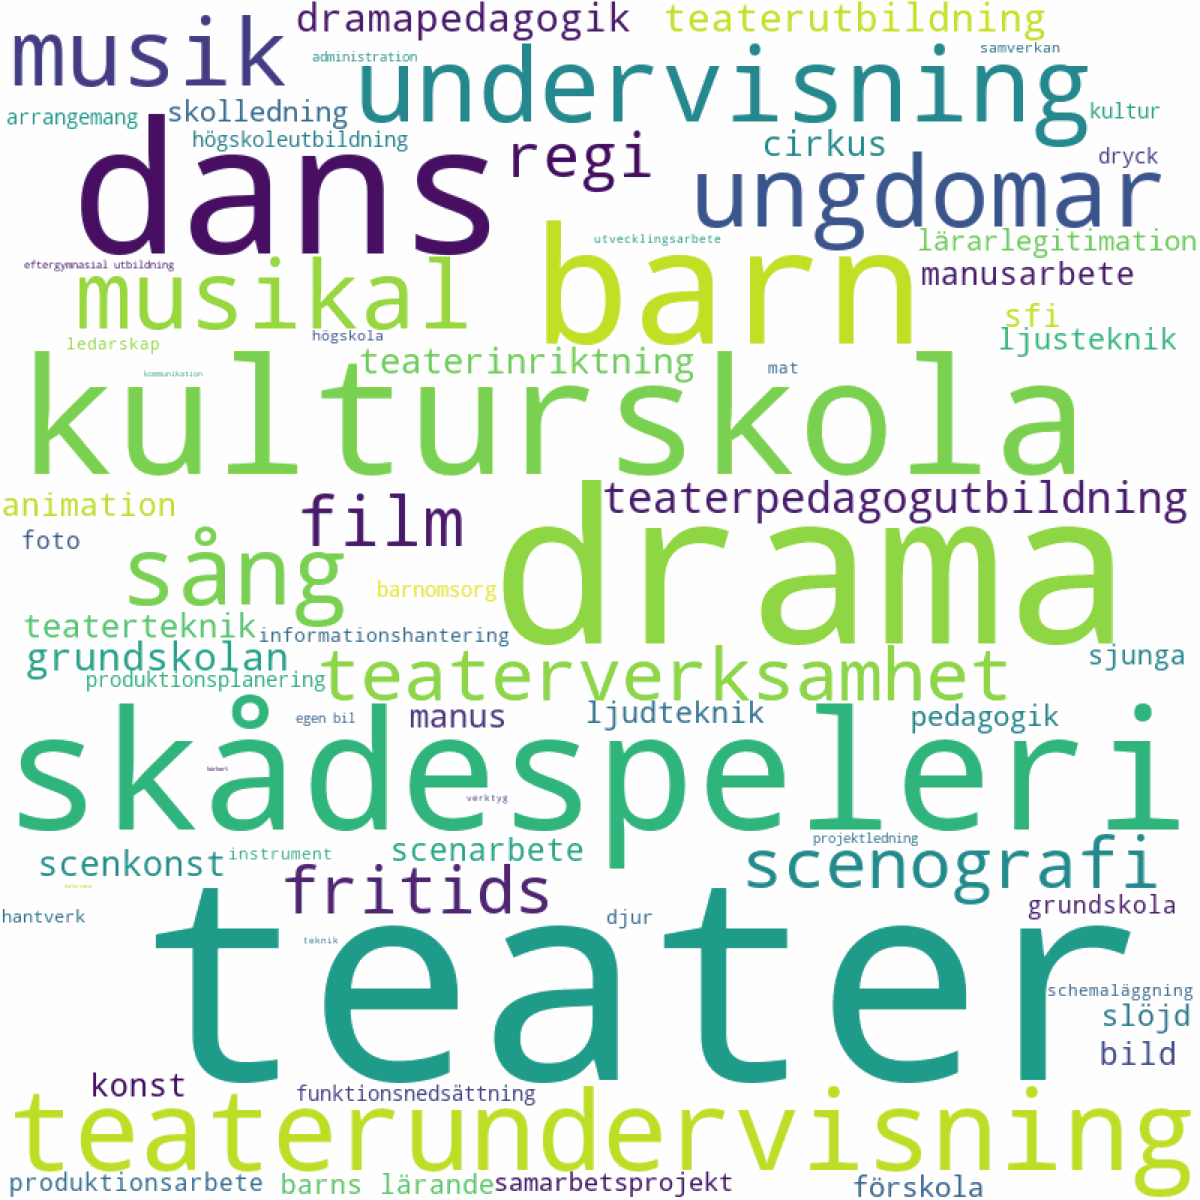 dramapedagogik
teaterutbildning
musik
administration
undervisning
samverkan
arrangemang
skolledning
kultur
högskoleutbildning
dans
regi
cirkus
dryck
ungdomar
utvecklingsarbete
lärarlegitimation
eftergymnasial utbildning
musikal
barn
manusarbete
sfi
högskola
ljusteknik
ledarskap
teaterinriktning
mat
kommunikation
kulturskola
animation
film
teaterpedagogutbildning
foto
sång
drama
barnomsorg
teaterteknik
informationshantering
grundskolan
teaterverksamhet
sjunga
produktionsplanering
egen bil
manus
ljudteknik
pedagogik
skådespeleri
verktyg
projektledning
scenkonst
instrument
scenarbete
scenografi
fritids
hantverk
djur
grundskola
teknik
teater
schemaläggning
slöjd
bild
konst
funktionsnedsättning
teaterundervisning
produktionsarbete
barns lärande
samarbetsprojekt
förskola